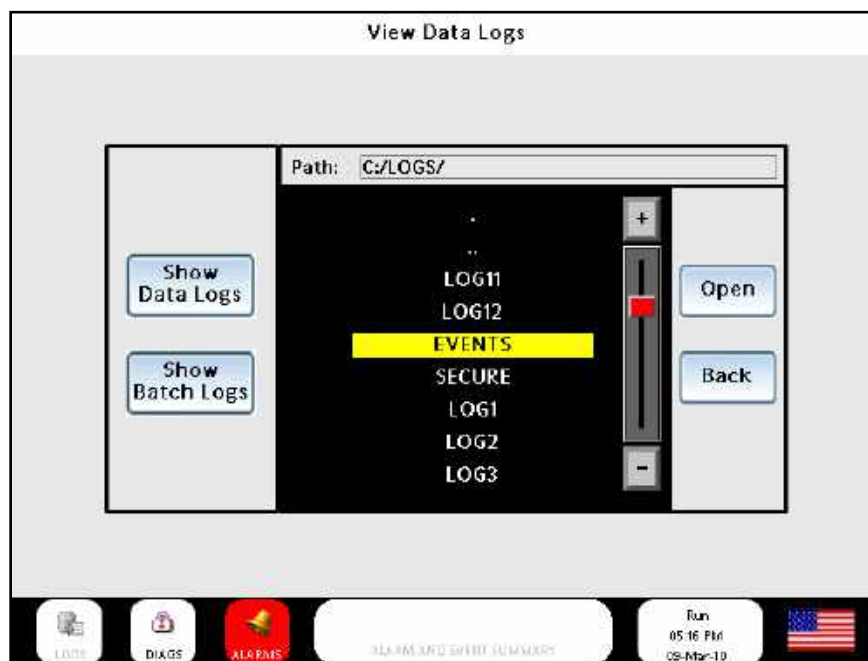 View Data Logs
Path: C:/LOGS/
.
..
LOG11
LOG12
EVENTS
SECURE
LOG1
LOG2
LOG3
+
-
Show
Data Logs
Show
Batch Logs
Open
Back
LOGS
DIAGS
ALARMS
ALARM AND EVENT SUMMARY
Run
05:16 PM
09-Mar-10